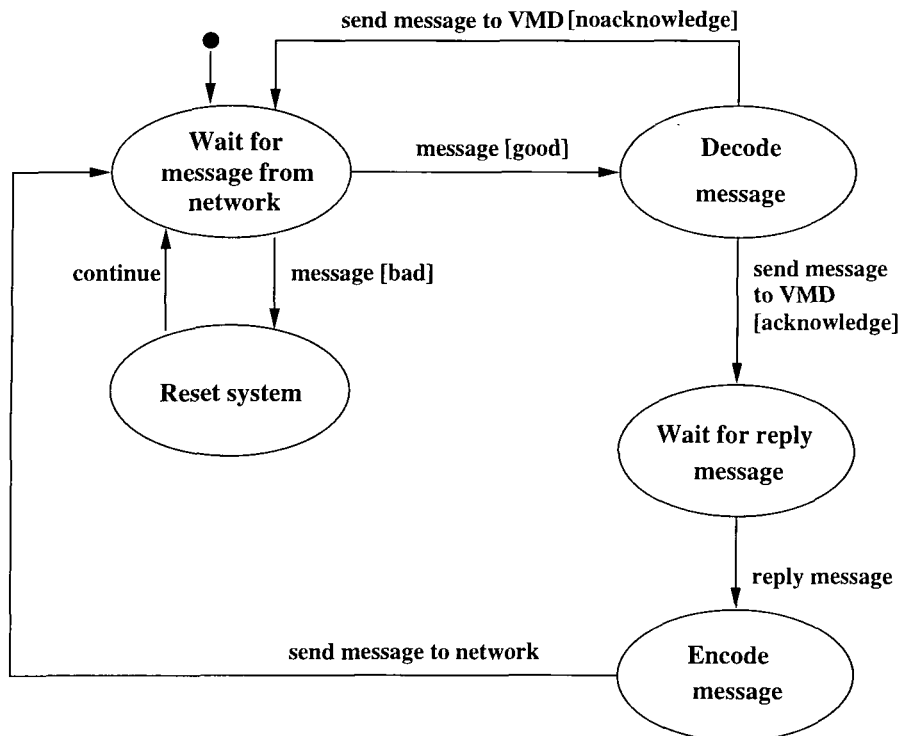 send message to VMD [noacknowledge]
Wait for
message from
network
message [good]
Decode
message
continue
message [bad]
send message
to VMD
[acknowledge]
Reset system
Wait for reply
message
reply message
send message to network
Encode
message